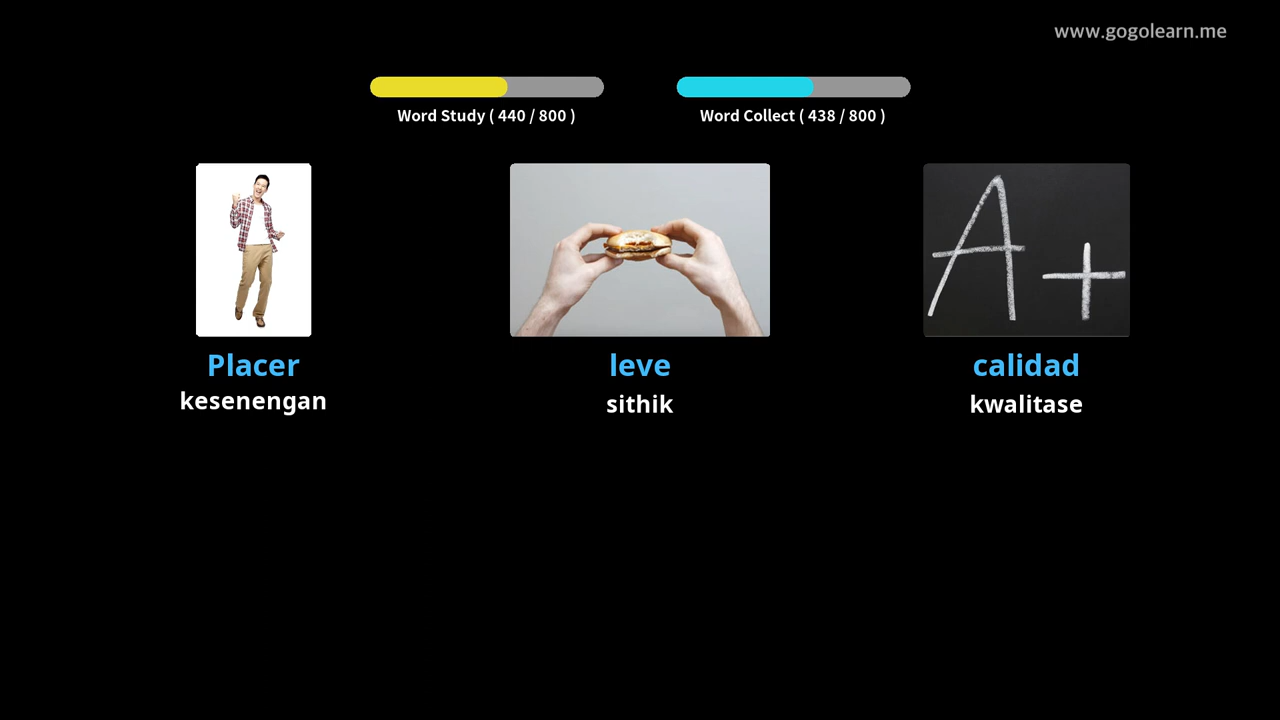 www.gogolearn.me
Word Study ( 440 / 800 )
Word Collect ( 438 / 800 )
A+
Placer
kesenengan
leve
sithik
calidad
kwalitase